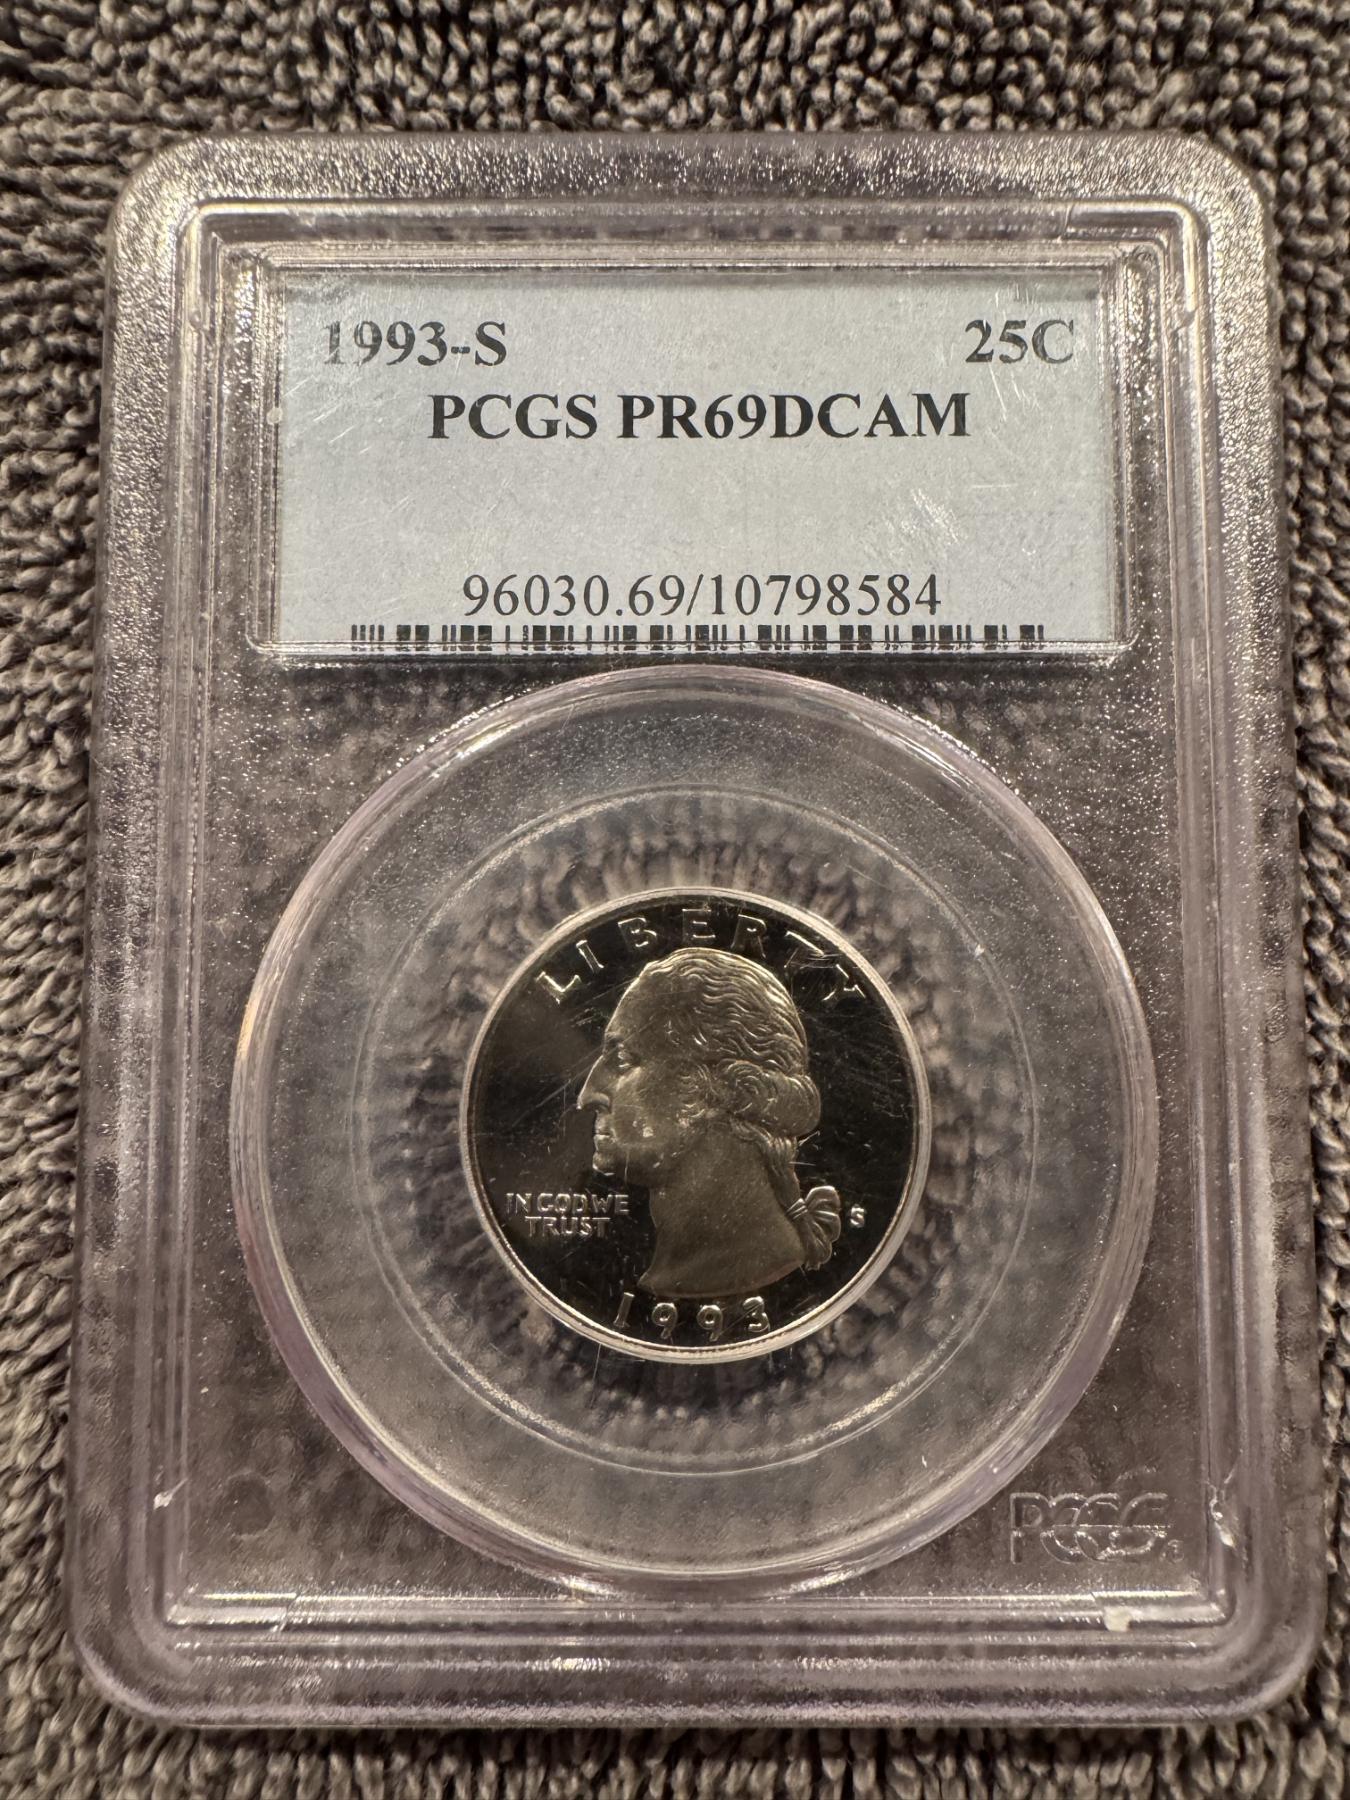 1993-S 25C
PCGS PR69DCAM
96030.69/10798584
LIBERTY
IN GOD WE
TRUST
S
1993
PCGS